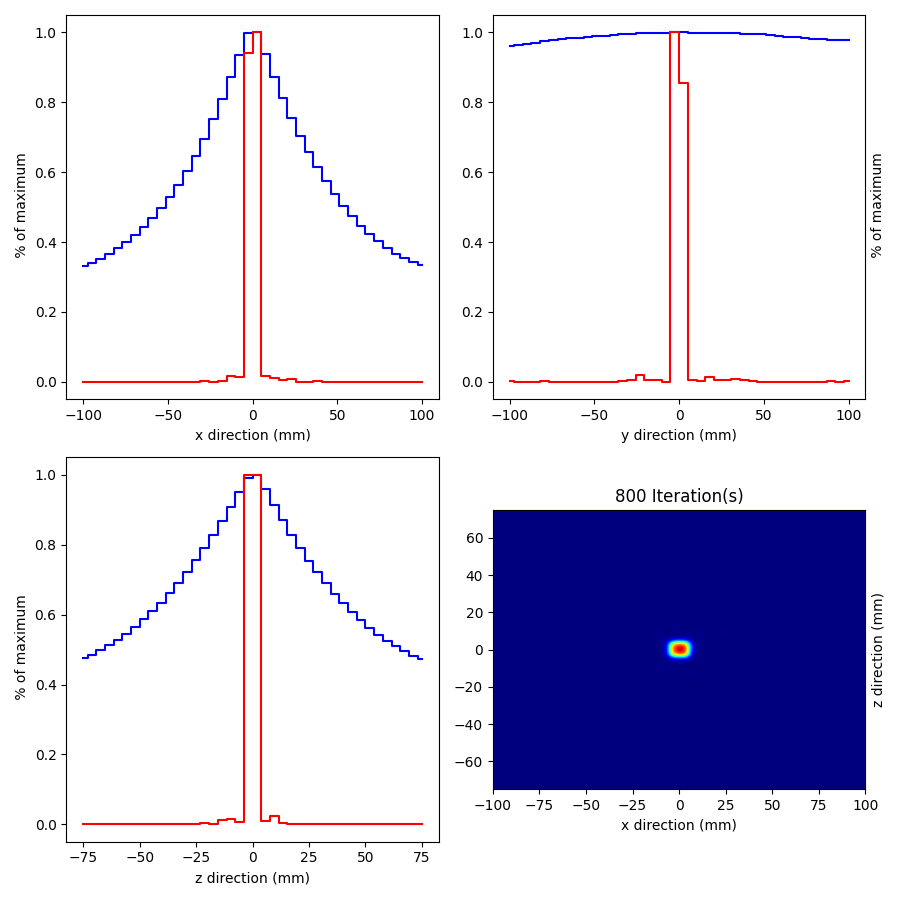 1.0
0.8
0.6
0.4
0.2
0.0
% of maximum
−100 −50 0 50 100
x direction (mm)
1.0
0.8
0.6
0.4
0.2
0.0
% of maximum
−100 −50 0 50 100
y direction (mm)
1.0
0.8
0.6
0.4
0.2
0.0
% of maximum
−75 −50 −25 0 25 50 75
z direction (mm)
800 Iteration(s)
60
40
20
0
−20
−40
−60
z direction (mm)
−100 −75 −50 −25 0 25 50 75 100
x direction (mm)